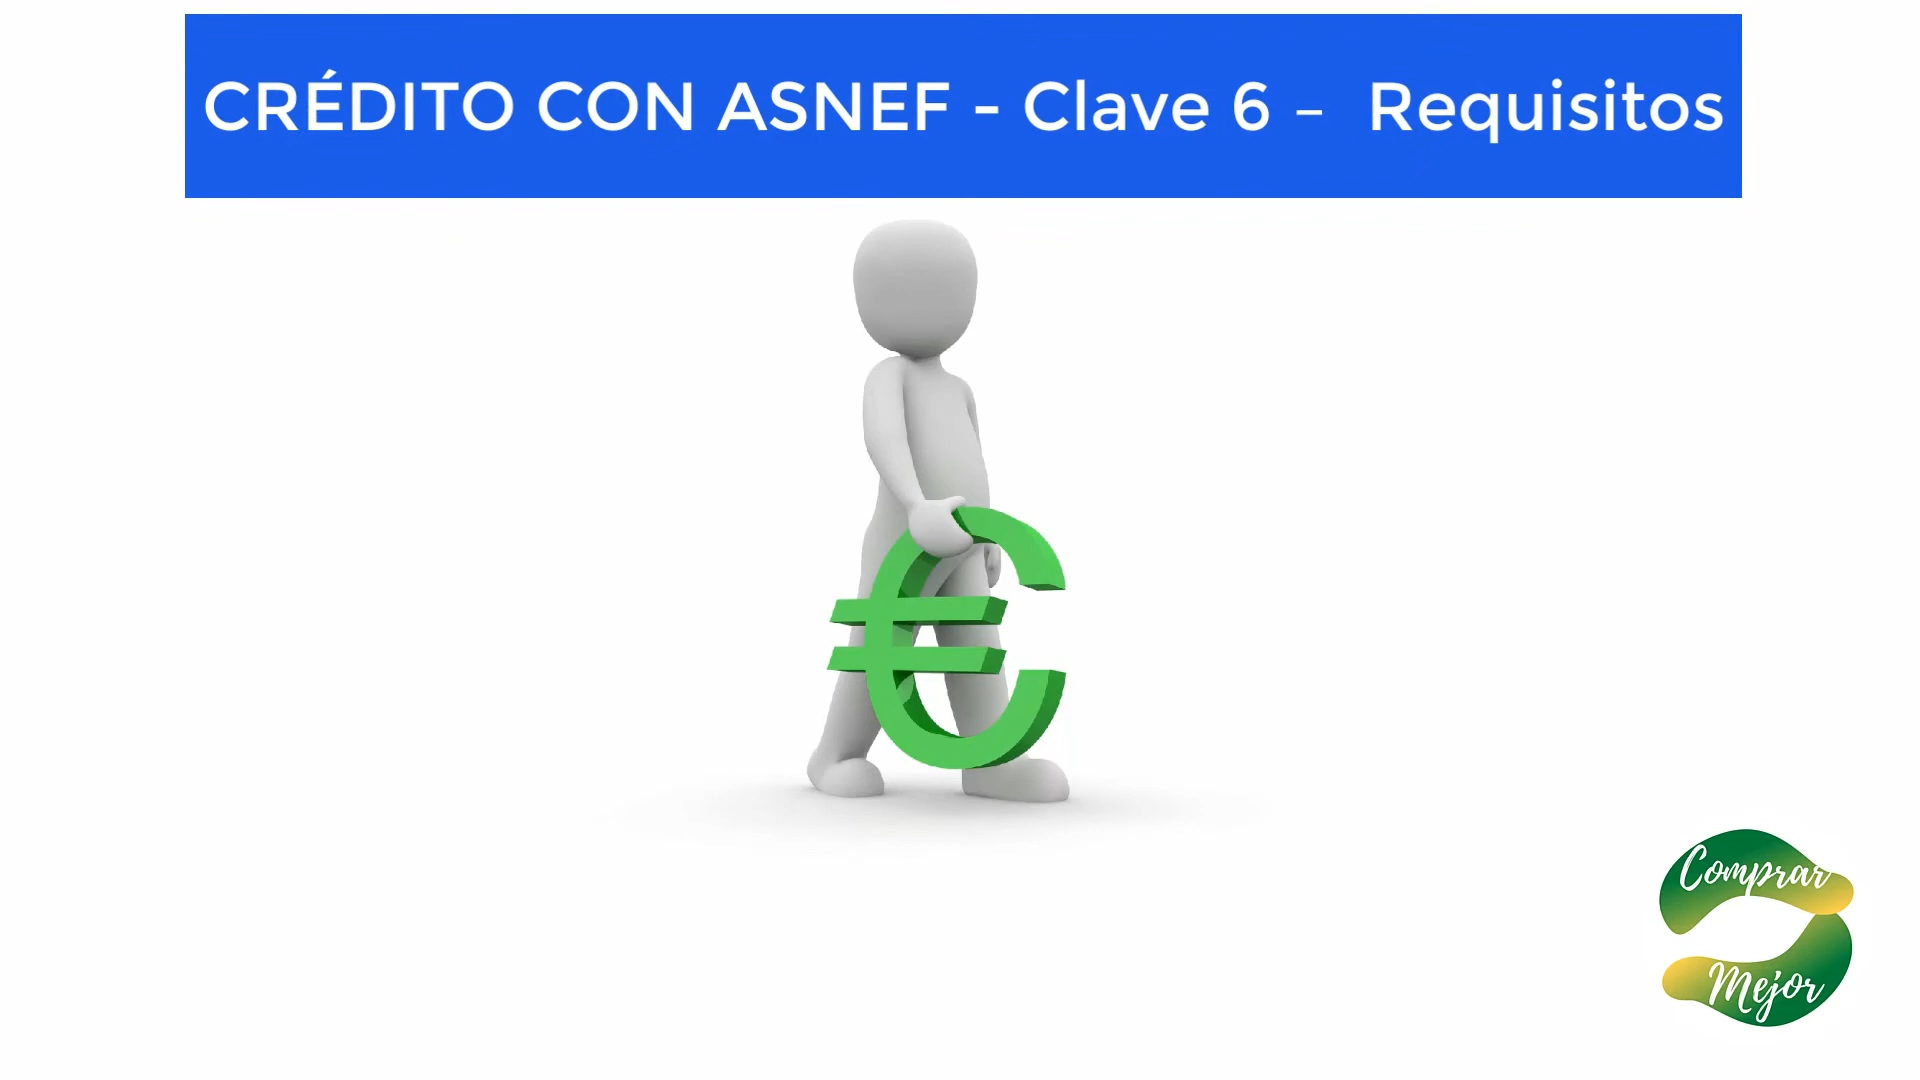 CRÉDITO CON ASNEF - Clave 6 – Requisitos
Comprar
Mejor